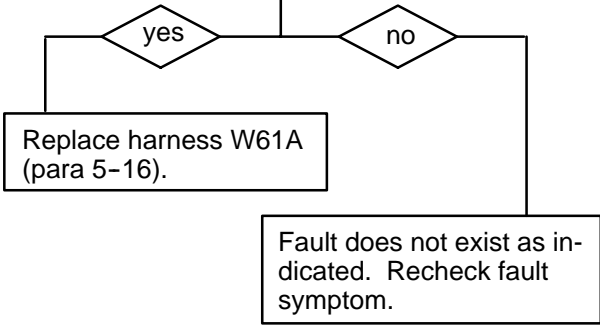 yes
no
Replace harness W61A
(para 5-16).
Fault does not exist as in-
dicated.  Recheck fault
symptom.